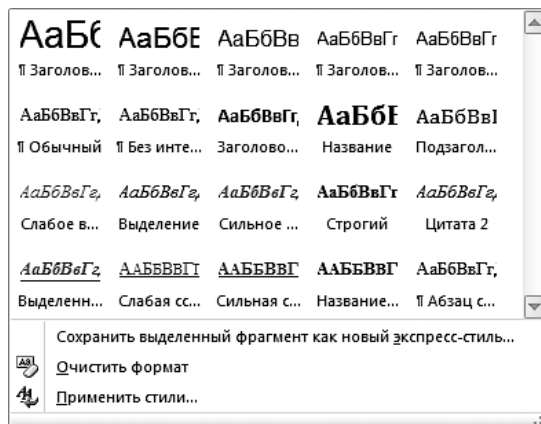 АаБб АаБбЕ АаБбВв АаБбВвГг АаБбВвГг
¶ Заголов... ¶ Заголов... ¶ Заголов... ¶ Заголов... ¶ Заголов...
АаБбВвГг, АаБбВвГг, АаБбВвГг, АаБбЕ АаБбВвІ
¶ Обычный ¶ Без инте... Заголово... Название Подзагол...
АаБбВвГг, АаБбВвГг, АаБбВвГг, АаБбВвГг АаБбВвГг,
Слабое в... Выделение Сильное ... Строгий Цитата 2
АаБбВвГг, ААББВВГГ ААББВВГ ААББВВГ АаБбВвГг,
Выделенн... Слабая сс... Сильная с... Название... ¶ Абзац с...
Сохранить выделенный фрагмент как новый экспресс-стиль...
Очистить формат
Применить стили...